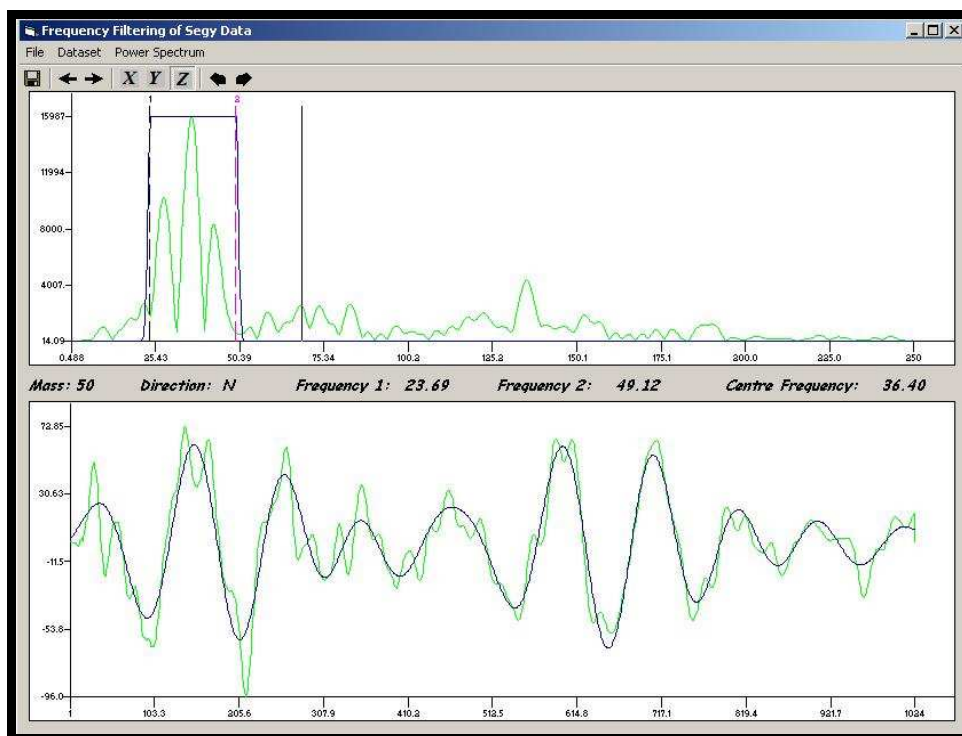 Frequency Filtering of Segy Data
File Dataset Power Spectrum
X Y Z
1 2
15987
11994
8000.
4007.
14.09
0.488 25.43 50.39 75.34 100.2 125.2 150.1 175.1 200.0 225.0 250
Mass: 50 Direction: N Frequency 1: 23.69 Frequency 2: 49.12 Centre Frequency: 36.40
72.85
30.63
-11.5
-53.8
-96.0
1 103.3 205.6 307.9 410.2 512.5 614.8 717.1 819.4 921.7 1024